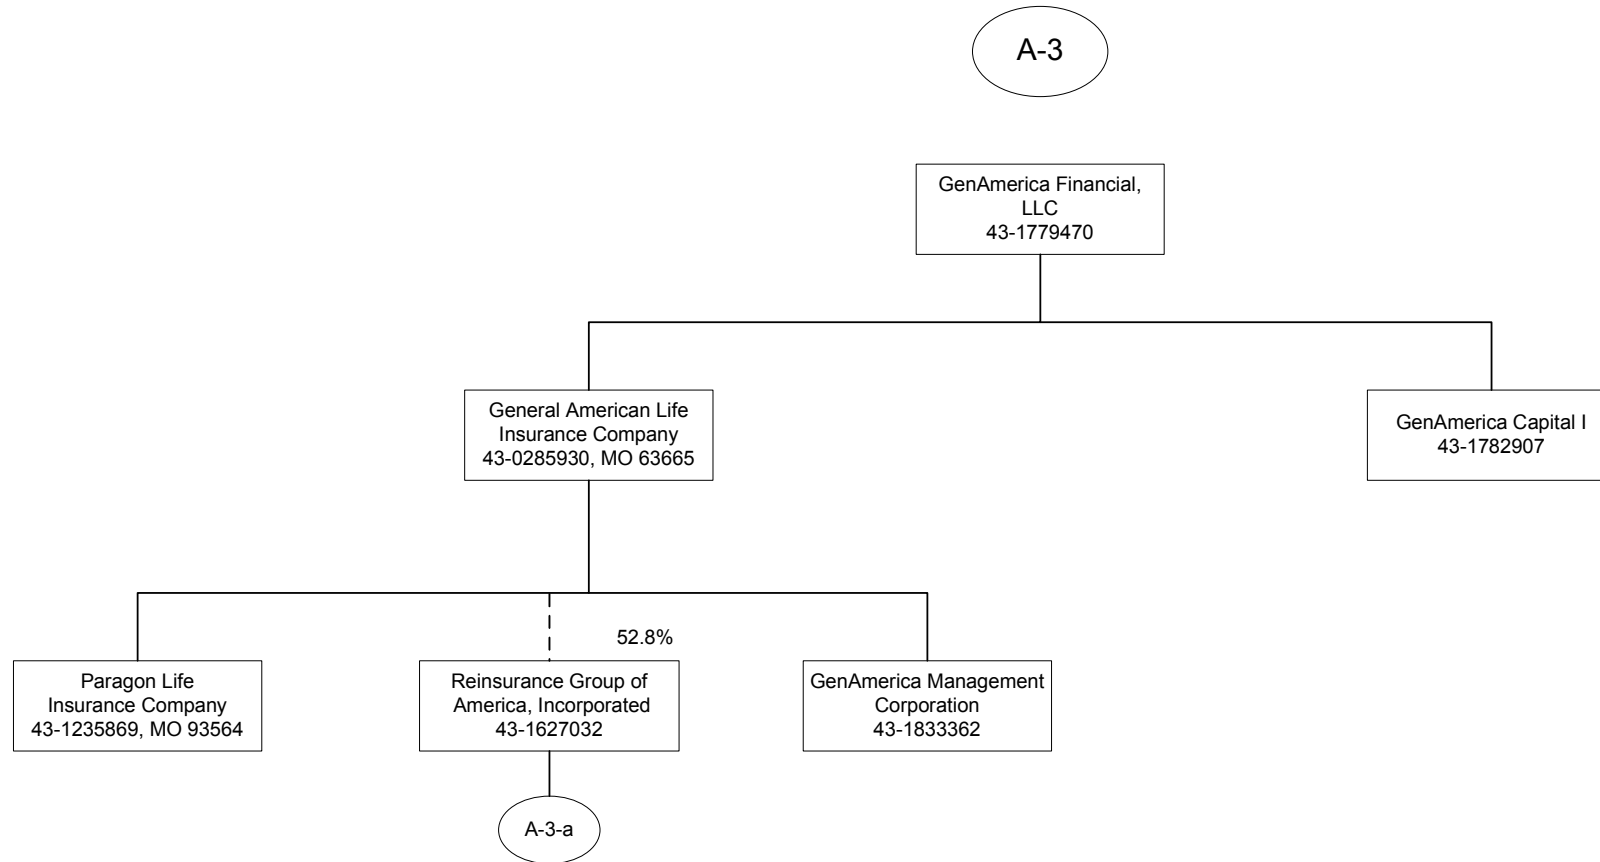 A-3
GenAmerica Financial,
LLC
43-1779470
General American Life
Insurance Company
43-0285930, MO 63665
GenAmerica Capital I
43-1782907
52.8%
Paragon Life
Insurance Company
43-1235869, MO 93564
Reinsurance Group of
America, Incorporated
43-1627032
GenAmerica Management
Corporation
43-1833362
A-3-a